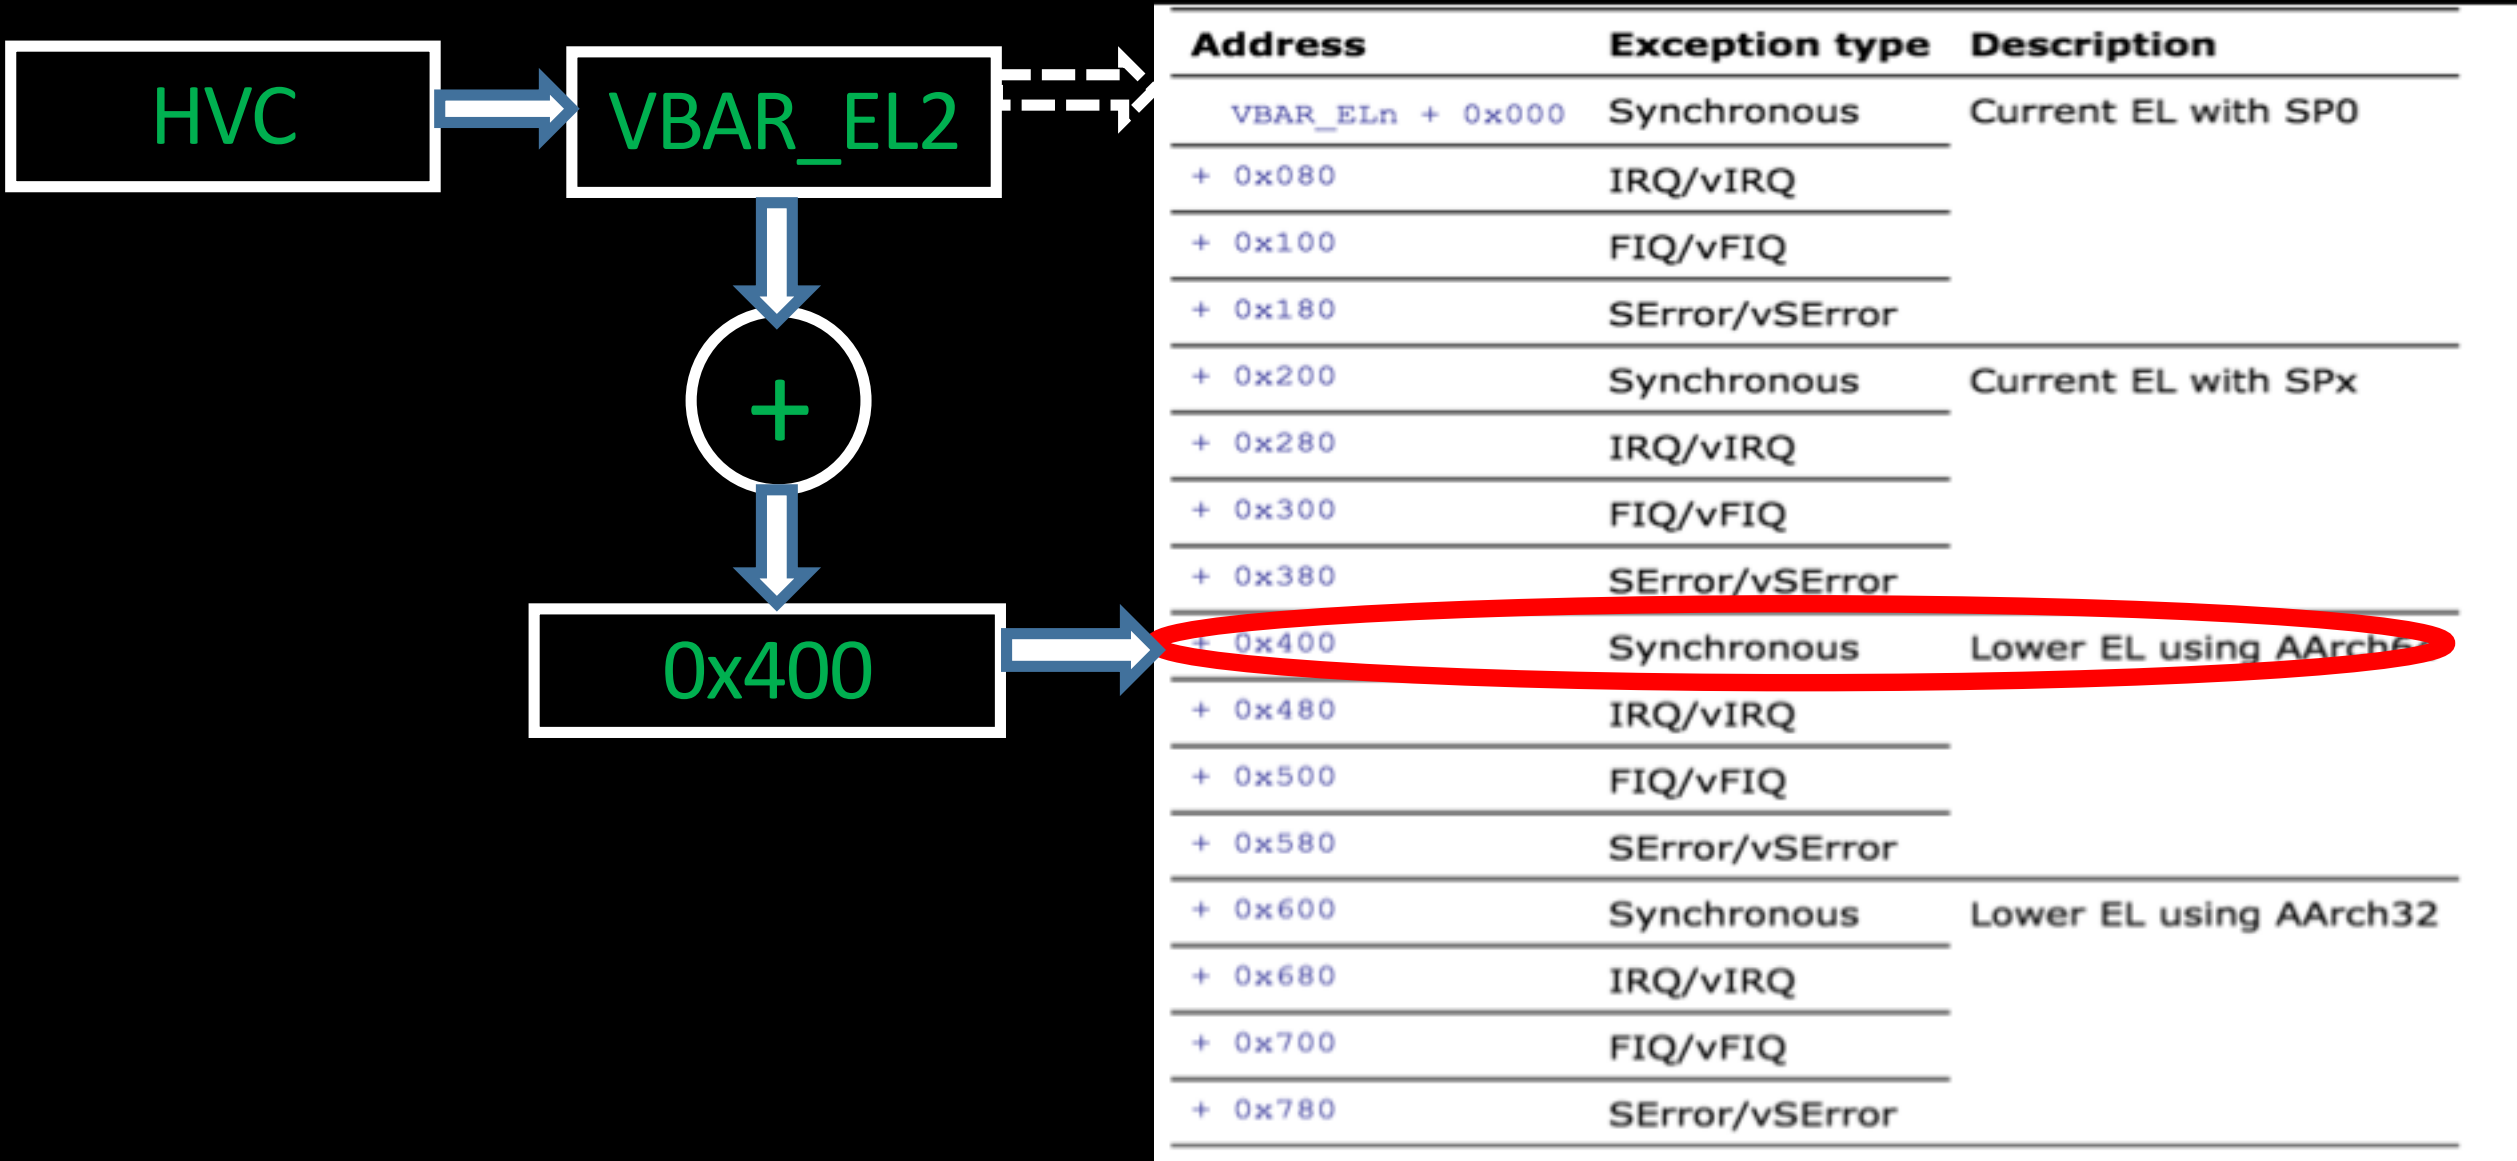 HVC
VBAR_EL2
+
0x400
Address Exception type Description
VBAR_ELn + 0x000 Synchronous Current EL with SP0
+ 0x080 IRQ/vIRQ
+ 0x100 FIQ/vFIQ
+ 0x180 SError/vSError
+ 0x200 Synchronous Current EL with SPx
+ 0x280 IRQ/vIRQ
+ 0x300 FIQ/vFIQ
+ 0x380 SError/vSError
+ 0x400 Synchronous Lower EL using
+ 0x480 IRQ/vIRQ
+ 0x500 FIQ/vFIQ
+ 0x580 SError/vSError
+ 0x600 Synchronous Lower EL using AArch32
+ 0x680 IRQ/vIRQ
+ 0x700 FIQ/vFIQ
+ 0x780 SError/vSError